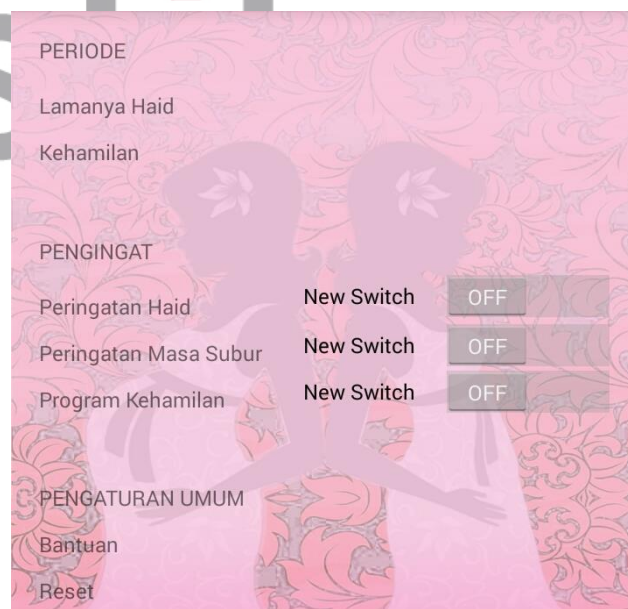 PERIODE
Lamanya Haid
Kehamilan
PENGINGAT
Peringatan Haid New Switch OFF
Peringatan Masa Subur New Switch OFF
Program Kehamilan New Switch OFF
PENGATURAN UMUM
Bantuan
Reset